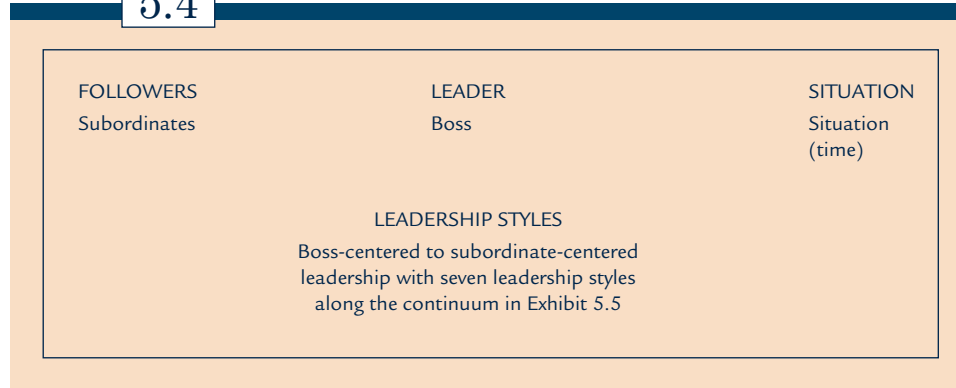 5.4
FOLLOWERS
Subordinates
LEADER
Boss
SITUATION
Situation
(time)
LEADERSHIP STYLES
Boss-centered to subordinate-centered
leadership with seven leadership styles
along the continuum in Exhibit 5.5